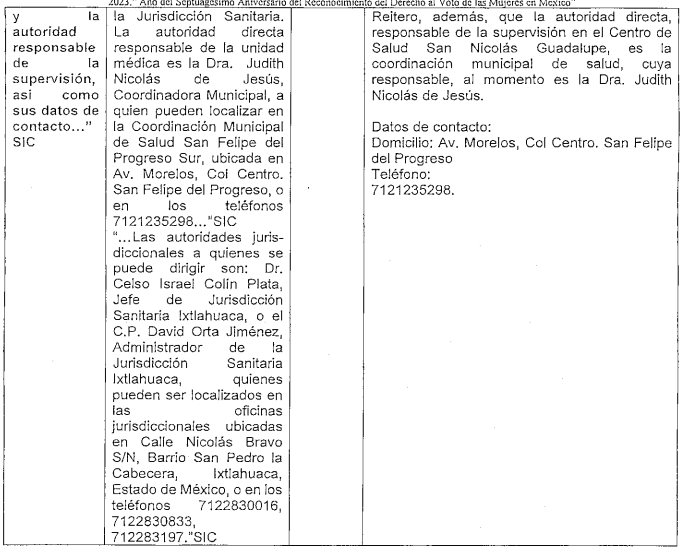 2023." Año del Septuagésimo Aniversario del Reconocimiento del Derecho al Voto de las Mujeres en México"
y la
autoridad
responsable
de la
supervisión,
asi como
sus datos de
contacto..."
SIC
la Jurisdicción Sanitaria.
La autoridad directa
responsable de la unidad
médica es la Dra. Judith
Nicolás de Jesús,
Coordinadora Municipal, a
quien pueden localizar en
la Coordinación Municipal
de Salud San Felipe del
Progreso Sur, ubicada en
Av. Morelos, Col Centro.
San Felipe del Progreso, o
en los teléfonos
7121235298..."SIC
"...Las autoridades juris-
diccionales a quienes se
puede dirigir son: Dr.
Celso Israel Colín Plata,
Jefe de Jurisdicción
Sanitaria Ixtlahuaca, o el
C.P. David Orta Jiménez,
Administrador de la
Jurisdicción Sanitaria
Ixtlahuaca, quienes
pueden ser localizados en
las oficinas
jurisdiccionales ubicadas
en Calle Nicolás Bravo
S/N, Barrio San Pedro la
Cabecera, Ixtlahuaca,
Estado de México, o en los
teléfonos 7122830016,
7122830833,
712283197."SIC
Reitero, además, que la autoridad directa,
responsable de la supervisión en el Centro de
Salud San Nicolás Guadalupe, es la
coordinación municipal de salud, cuya
responsable, al momento es la Dra. Judith
Nicolás de Jesús.
Datos de contacto:
Domicilio: Av. Morelos, Col Centro. San Felipe
del Progreso
Teléfono:
7121235298.